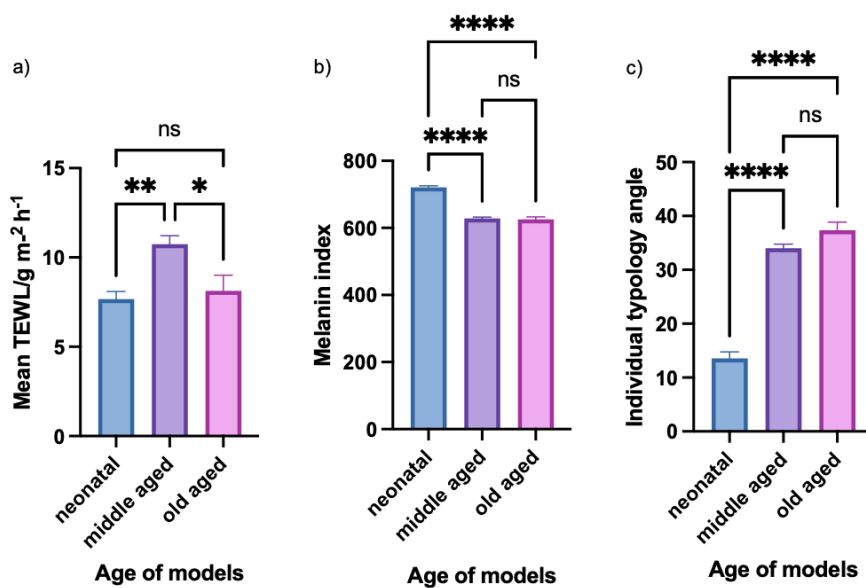 a)
ns
**
*
15
10
5
0
Mean TEWL/g m-² h-¹
neonatal
middle aged
old aged
Age of models
b)
****
ns
****
800
600
400
200
0
Melanin index
neonatal
middle aged
old aged
Age of models
c)
****
ns
****
50
40
30
20
10
0
Individual typology angle
neonatal
middle aged
old aged
Age of models